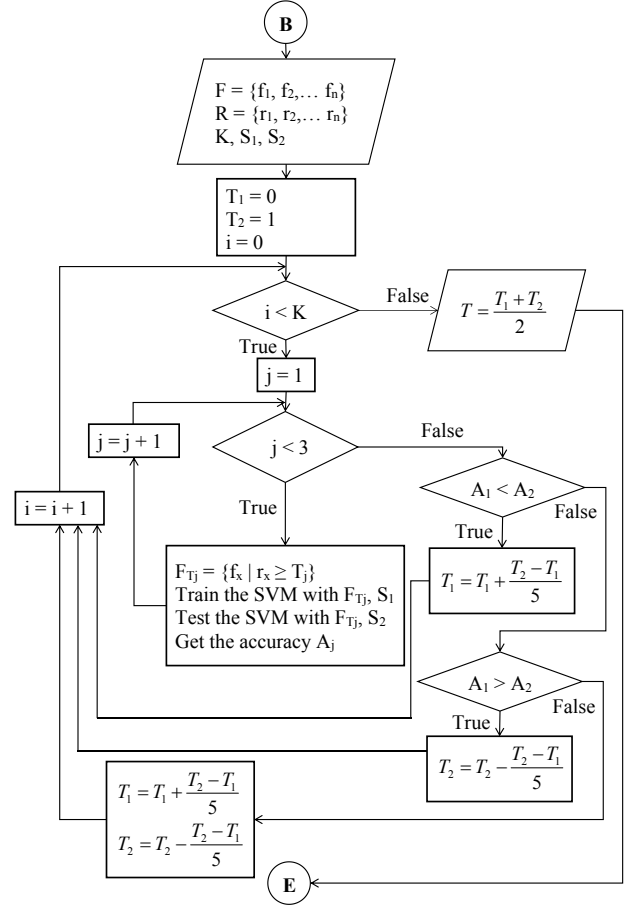 B
F = {f₁, f₂,… fₙ}
R = {r₁, r₂,… rₙ}
K, S₁, S₂
T₁ = 0
T₂ = 1
i = 0
i < K
False
T = (T₁ + T₂)/2
True
j = 1
j = j + 1
j < 3
False
True
A₁ < A₂
False
True
i = i + 1
F_Tj = {fₓ | rₓ ≥ Tⱼ}
Train the SVM with F_Tj, S₁
Test the SVM with F_Tj, S₂
Get the accuracy Aⱼ
T₁ = T₁ + (T₂ − T₁)/5
A₁ > A₂
False
True
T₂ = T₂ − (T₂ − T₁)/5
T₁ = T₁ + (T₂ − T₁)/5
T₂ = T₂ − (T₂ − T₁)/5
E